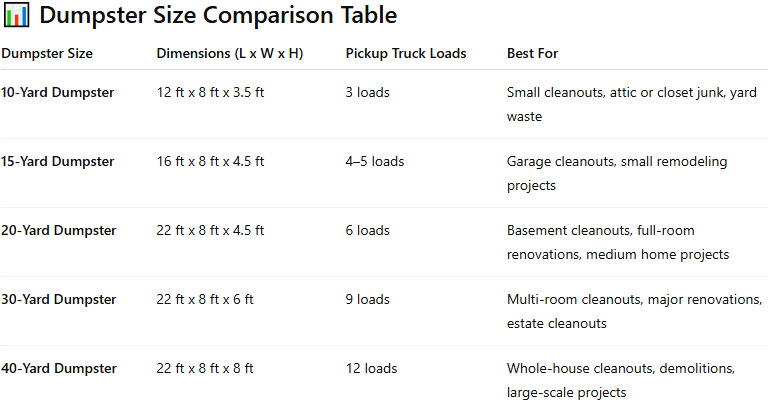 📊 Dumpster Size Comparison Table
Dumpster Size Dimensions (L x W x H) Pickup Truck Loads Best For
10-Yard Dumpster 12 ft x 8 ft x 3.5 ft 3 loads Small cleanouts, attic or closet junk, yard
waste
15-Yard Dumpster 16 ft x 8 ft x 4.5 ft 4–5 loads Garage cleanouts, small remodeling
projects
20-Yard Dumpster 22 ft x 8 ft x 4.5 ft 6 loads Basement cleanouts, full-room
renovations, medium home projects
30-Yard Dumpster 22 ft x 8 ft x 6 ft 9 loads Multi-room cleanouts, major renovations,
estate cleanouts
40-Yard Dumpster 22 ft x 8 ft x 8 ft 12 loads Whole-house cleanouts, demolitions,
large-scale projects